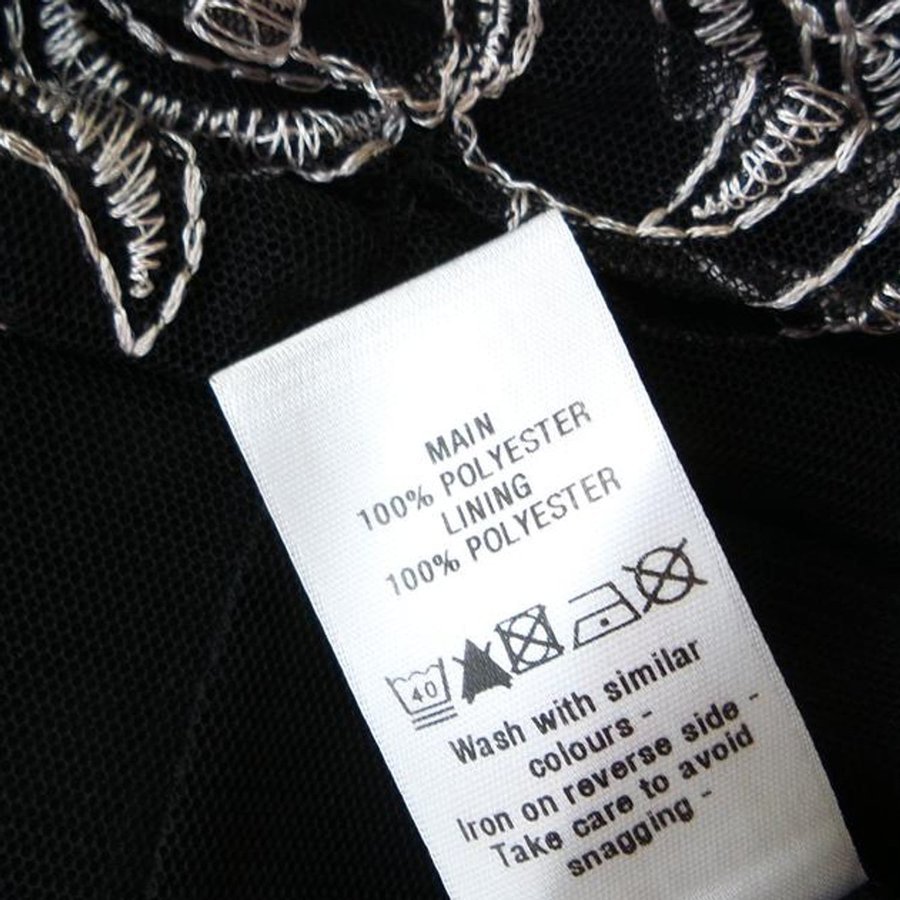 MAIN
100% POLYESTER
LINING
100% POLYESTER
40
Wash with similar
colours -
Iron on reverse side -
Take care to avoid
snagging -